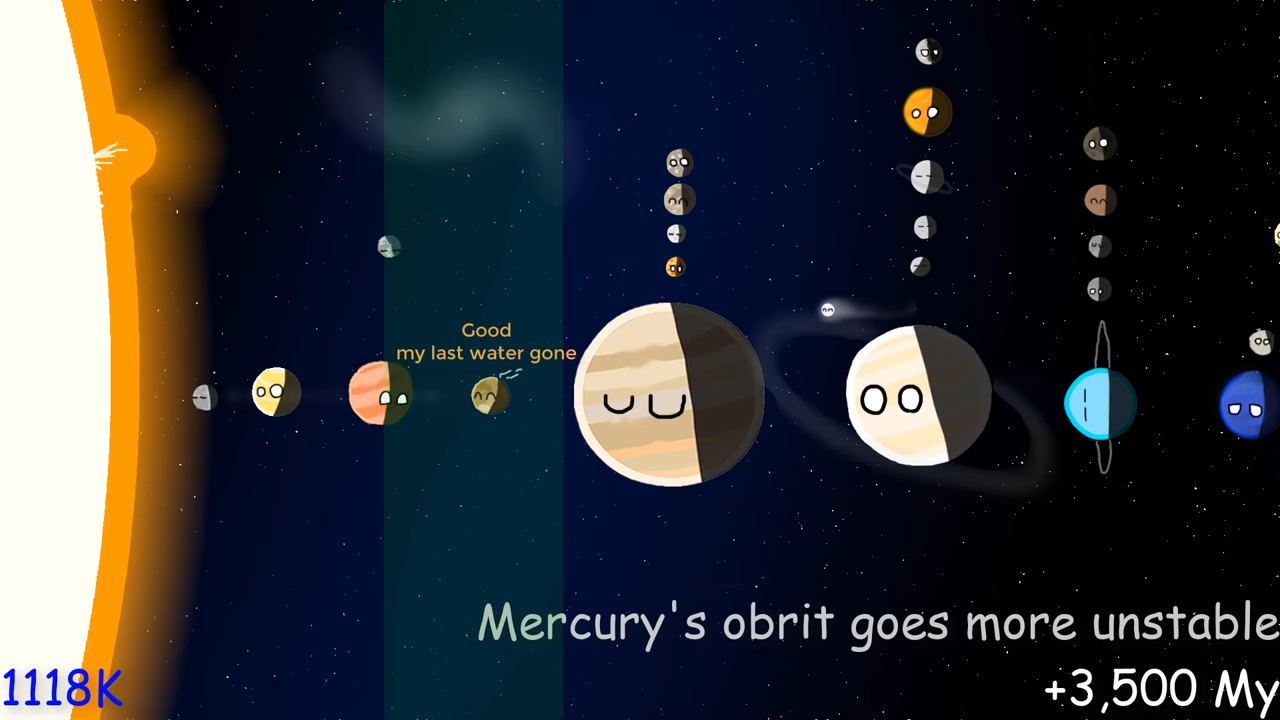 Good
my last water gone
Mercury's obrit goes more unstable
1118K
+3,500 My